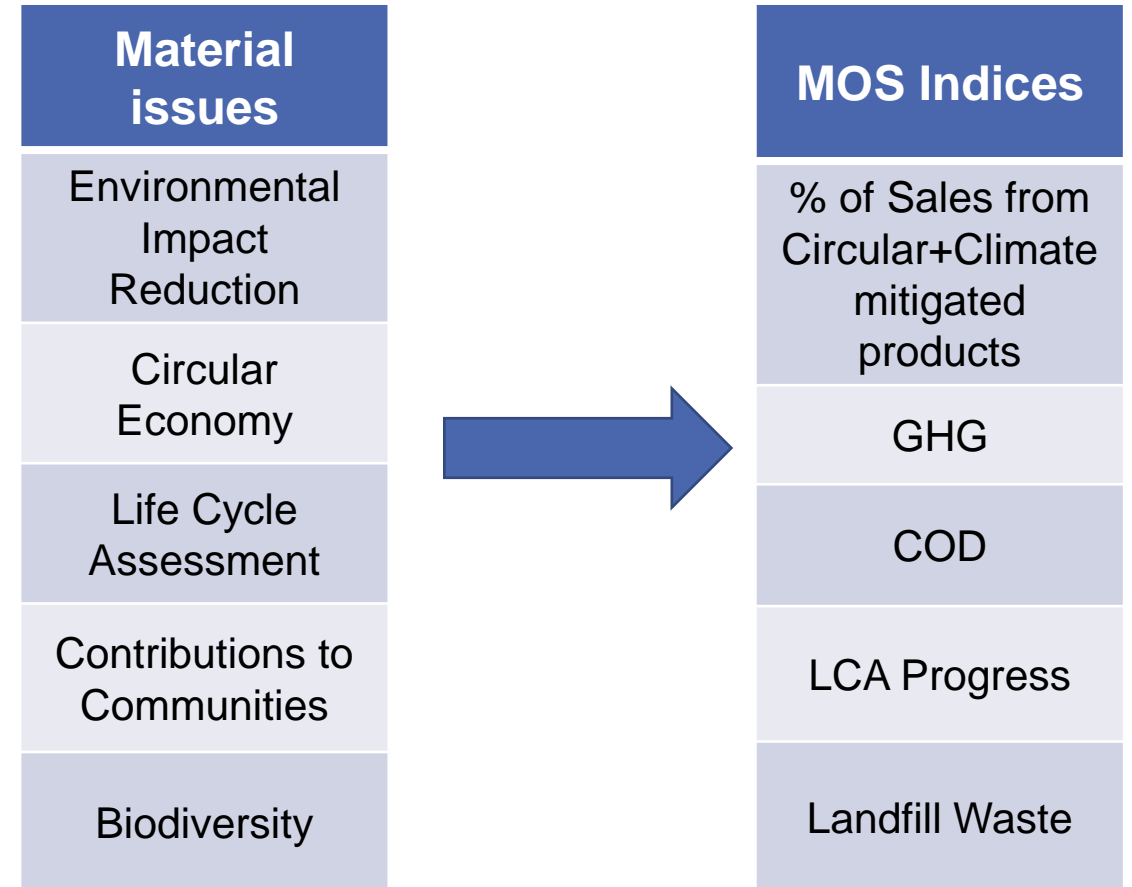 Material
issues
Environmental
Impact
Reduction
Circular
Economy
Life Cycle
Assessment
Contributions to
Communities
Biodiversity
MOS Indices
% of Sales from
Circular+Climate
mitigated
products
GHG
COD
LCA Progress
Landfill Waste